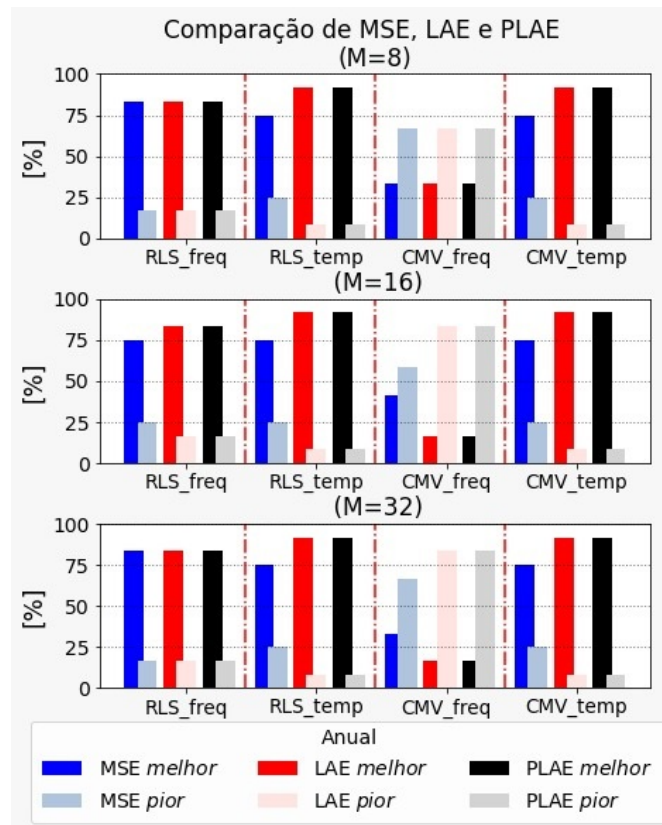 Comparação de MSE, LAE e PLAE
(M=8)
100
75
50
25
0
[%]
RLS_freq RLS_temp CMV_freq CMV_temp
(M=16)
100
75
50
25
0
[%]
RLS_freq RLS_temp CMV_freq CMV_temp
(M=32)
100
75
50
25
0
[%]
RLS_freq RLS_temp CMV_freq CMV_temp
Anual
MSE melhor LAE melhor PLAE melhor
MSE pior LAE pior PLAE pior